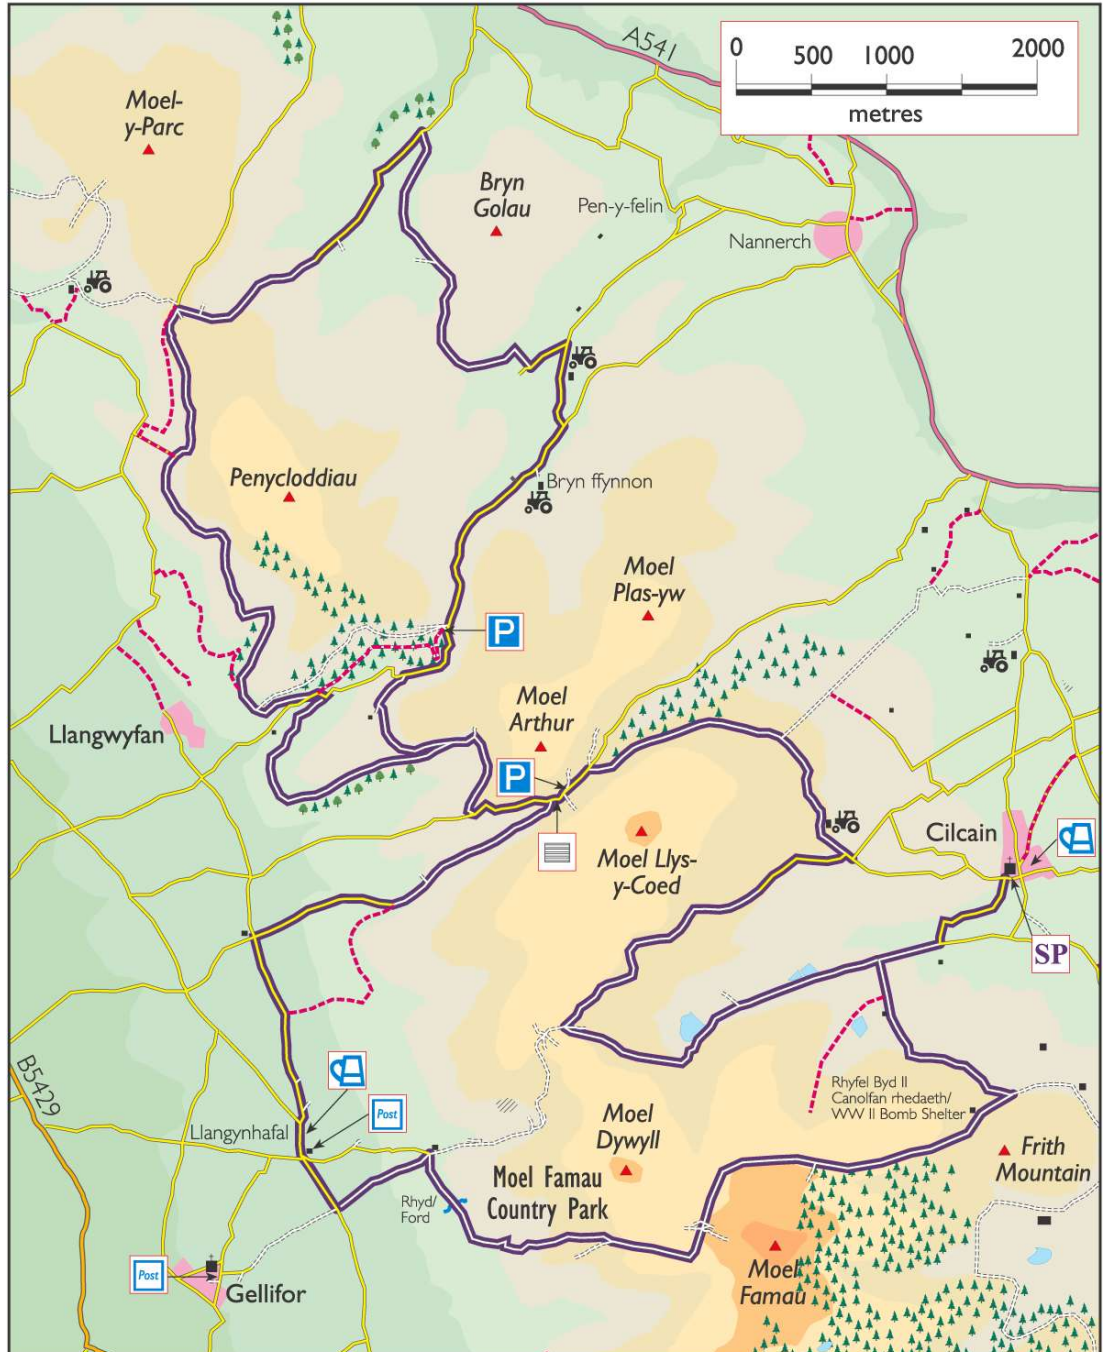 A541
0 500 1000 2000
metres
Moel-
y-Parc
Bryn
Golau
Pen-y-felin
Nannerch
Penycloddiau
Bryn ffynnon
Moel
Plas-yw
P
Moel
Arthur
Llangwyfan
P
Cilcain
Moel Llys-
y-Coed
SP
B5429
Post
Llangynhafal
Rhyfel Byd II
Canolfan rhedaeth/
WW II Bomb Shelter
Moel
Dywyll
Frith
Mountain
Moel Famau
Country Park
Rhyd/
Ford
Post
Gellifor
Moel
Famau